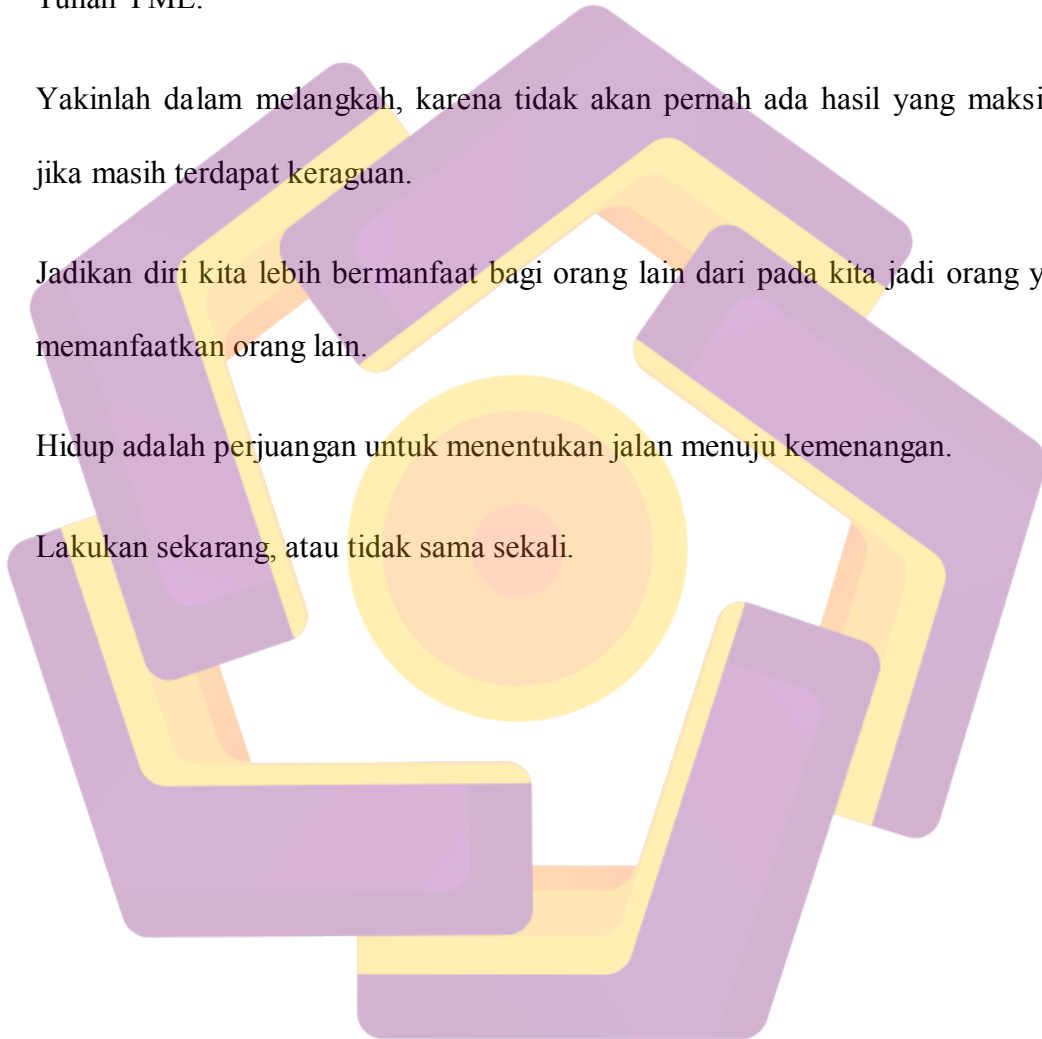 Tuhan YME.
Yakinlah dalam melangkah, karena tidak akan pernah ada hasil yang maksi
jika masih terdapat keraguan.
Jadikan diri kita lebih bermanfaat bagi orang lain dari pada kita jadi orang y
memanfaatkan orang lain.
Hidup adalah perjuangan untuk menentukan jalan menuju kemenangan.
Lakukan sekarang, atau tidak sama sekali.